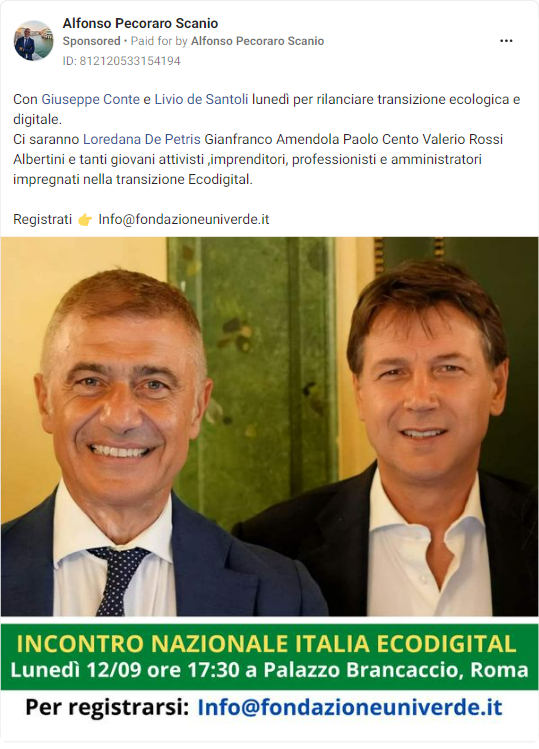 Alfonso Pecoraro Scanio
Sponsored • Paid for by Alfonso Pecoraro Scanio
ID: 812120533154194
Con Giuseppe Conte e Livio de Santoli lunedì per rilanciare transizione ecologica e
digitale.
Ci saranno Loredana De Petris Gianfranco Amendola Paolo Cento Valerio Rossi
Albertini e tanti giovani attivisti ,imprenditori, professionisti e amministratori
impregnati nella transizione Ecodigital.
Registrati 👉 Info@fondazioneuniverde.it
INCONTRO NAZIONALE ITALIA ECODIGITAL
Lunedì 12/09 ore 17:30 a Palazzo Brancaccio, Roma
Per registrarsi: Info@fondazioneuniverde.it